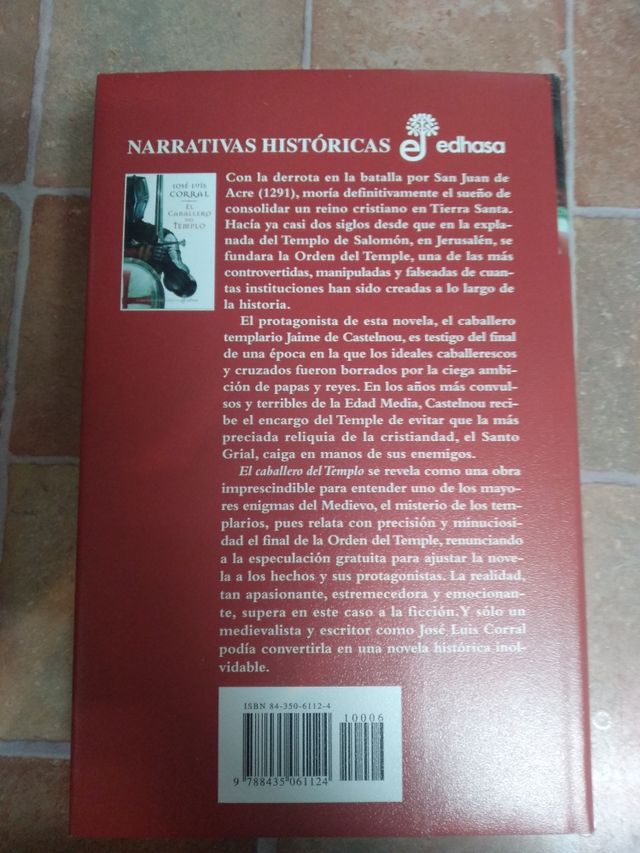 NARRATIVAS HISTÓRICAS edhasa
JOSÉ LUIS
CORRAL
EL
CABALLERO
DEL
TEMPLO
Con la derrota en la batalla por San Juan de
Acre (1291), moría definitivamente el sueño de
consolidar un reino cristiano en Tierra Santa.
Hacía ya casi dos siglos desde que en la expla-
nada del Templo de Salomón, en Jerusalén, se
fundara la Orden del Temple, una de las más
controvertidas, manipuladas y falseadas de cuan-
tas instituciones han sido creadas a lo largo de
la historia.
El protagonista de esta novela, el caballero
templario Jaime de Castelnou, es testigo del final
de una época en la que los ideales caballerescos
y cruzados fueron borrados por la ciega ambi-
ción de papas y reyes. En los años más convul-
sos y terribles de la Edad Media, Castelnou reci-
be el encargo del Temple de evitar que la más
preciada reliquia de la cristiandad, el Santo
Grial, caiga en manos de sus enemigos.
El caballero del Templo se revela como una obra
imprescindible para entender uno de los mayo-
res enigmas del Medievo, el misterio de los tem-
plarios, pues relata con precisión y minuciosi-
dad el final de la Orden del Temple, renunciando
a la especulación gratuita para ajustar la nove-
la a los hechos y sus protagonistas. La realidad,
tan apasionante, estremecedora y emocionan-
te, supera en este caso a la ficción. Y sólo un
medievalista y escritor como José Luis Corral
podía convertirla en una novela histórica inol-
vidable.
ISBN 84-350-6112-4
10006
9 788435 061124